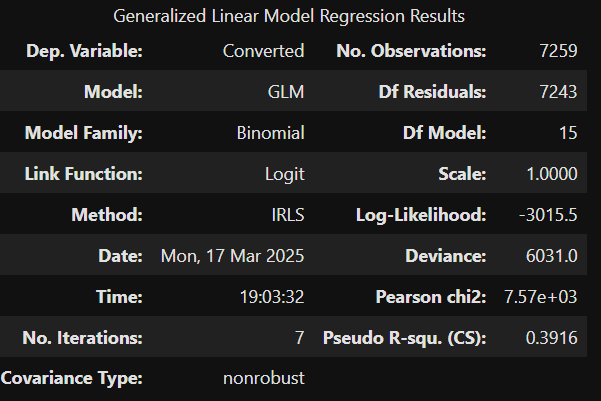 Generalized Linear Model Regression Results
Dep. Variable: Converted No. Observations: 7259
Model: GLM Df Residuals: 7243
Model Family: Binomial Df Model: 15
Link Function: Logit Scale: 1.0000
Method: IRLS Log-Likelihood: -3015.5
Date: Mon, 17 Mar 2025 Deviance: 6031.0
Time: 19:03:32 Pearson chi2: 7.57e+03
No. Iterations: 7 Pseudo R-squ. (CS): 0.3916
Covariance Type: nonrobust